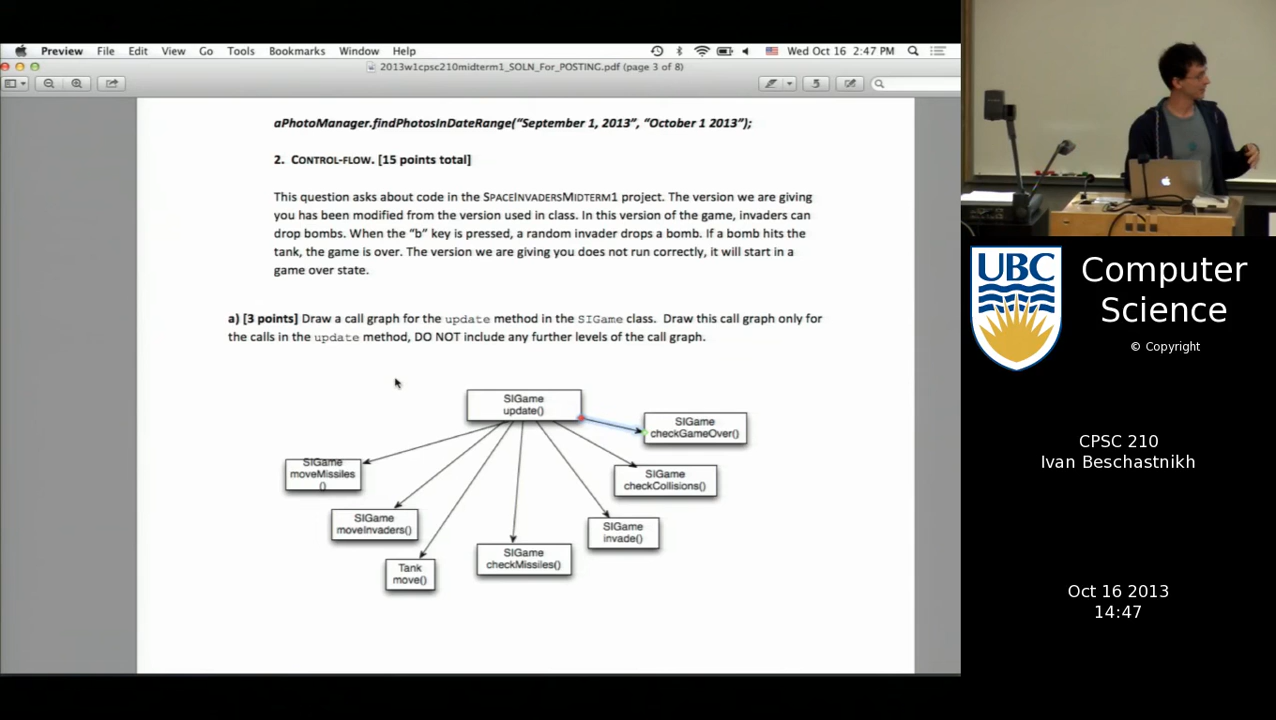 Preview File Edit View Go Tools Bookmarks Window Help Wed Oct 16 2:47 PM
2013w1cpsc210midterm1_SOLN_For_POSTING.pdf (page 3 of 8)
aPhotoManager.findPhotosInDateRange("September 1, 2013", "October 1 2013");
2. CONTROL-FLOW. [15 points total]
This question asks about code in the SPACEINVADERSMIDTERM1 project. The version we are giving
you has been modified from the version used in class. In this version of the game, invaders can
drop bombs. When the "b" key is pressed, a random invader drops a bomb. If a bomb hits the
tank, the game is over. The version we are giving you does not run correctly, it will start in a
game over state.
a) [3 points] Draw a call graph for the update method in the SIGame class. Draw this call graph only for
the calls in the update method, DO NOT include any further levels of the call graph.
SIGame
update()
SIGame
checkGameOver()
SIGame
moveMissiles
()
SIGame
checkCollisions()
SIGame
moveInvaders()
SIGame
invade()
Tank
move()
SIGame
checkMissiles()
UBC
Computer
Science
© Copyright
CPSC 210
Ivan Beschastnikh
Oct 16 2013
14:47